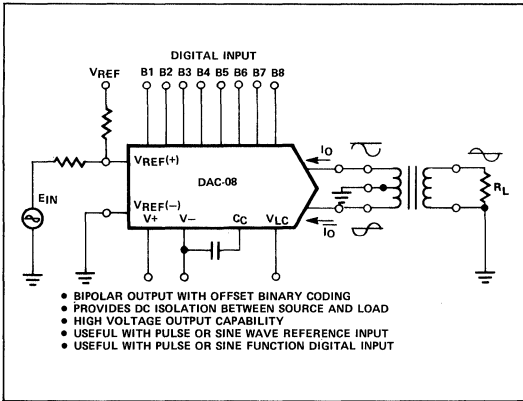 DIGITAL INPUT
VREF B1 B2 B3 B4 B5 B6 B7 B8
VREF(+)
IO
DAC-08
EIN
VREF(−)
V+ V− CC VLC
IO
RL
• BIPOLAR OUTPUT WITH OFFSET BINARY CODING
• PROVIDES DC ISOLATION BETWEEN SOURCE AND LOAD
• HIGH VOLTAGE OUTPUT CAPABILITY
• USEFUL WITH PULSE OR SINE WAVE REFERENCE INPUT
• USEFUL WITH PULSE OR SINE FUNCTION DIGITAL INPUT